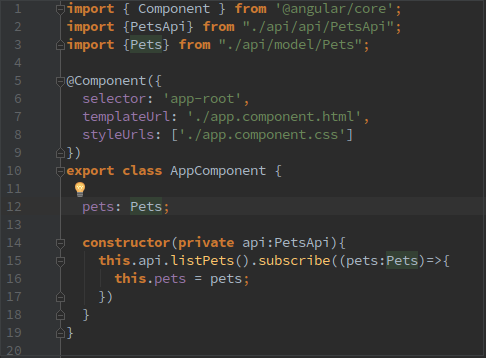 1 import { Component } from '@angular/core';
2 import {PetsApi} from "./api/api/PetsApi";
3 import {Pets} from "./api/model/Pets";
4
5 @Component({
6   selector: 'app-root',
7   templateUrl: './app.component.html',
8   styleUrls: ['./app.component.css']
9 })
10 export class AppComponent {
11
12   pets: Pets;
13
14   constructor(private api:PetsApi){
15     this.api.listPets().subscribe((pets:Pets)=>{
16       this.pets = pets;
17     })
18   }
19 }
20